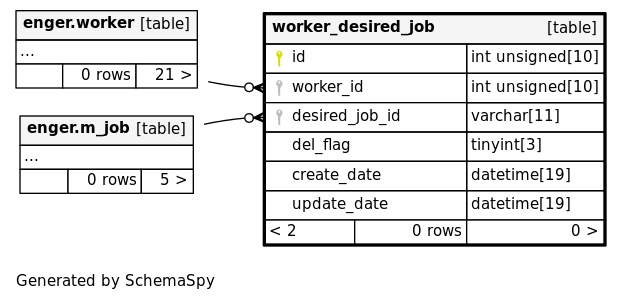 enger.worker [table]
...
0 rows 21 >
enger.m_job [table]
...
0 rows 5 >
worker_desired_job [table]
id int unsigned[10]
worker_id int unsigned[10]
desired_job_id varchar[11]
del_flag tinyint[3]
create_date datetime[19]
update_date datetime[19]
< 2 0 rows 0 >
Generated by SchemaSpy